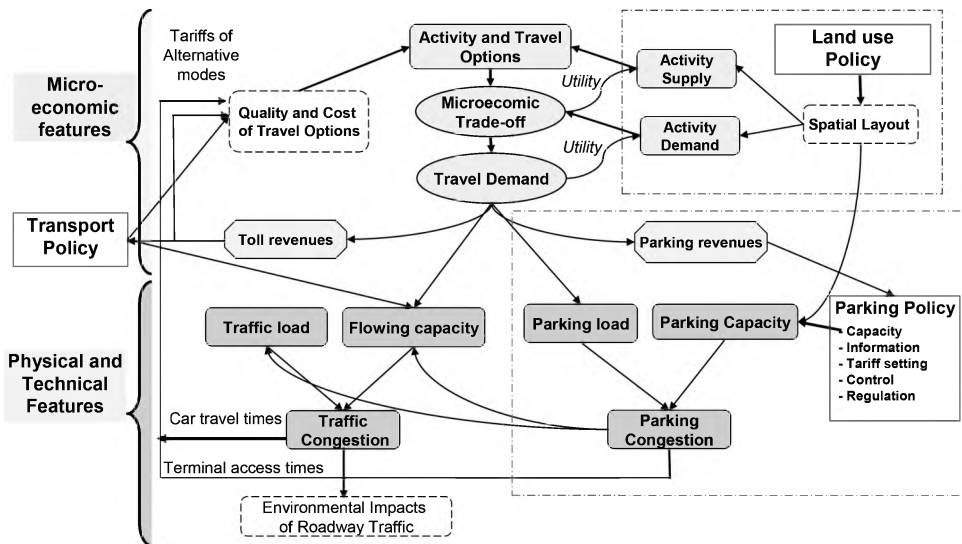 Tariffs of
Alternative
modes
Micro-
economic
features
Quality and Cost
of Travel Options
Activity and Travel
Options
Microecomic
Trade-off
Travel Demand
Utility
Utility
Activity
Supply
Activity
Demand
Land use
Policy
Spatial Layout
Transport
Policy
Toll revenues
Parking revenues
Physical and
Technical
Features
Traffic load
Flowing capacity
Parking load
Parking Capacity
Parking Policy
- Capacity
- Information
- Tariff setting
- Control
- Regulation
Car travel times
Traffic
Congestion
Parking
Congestion
Terminal access times
Environmental Impacts
of Roadway Traffic